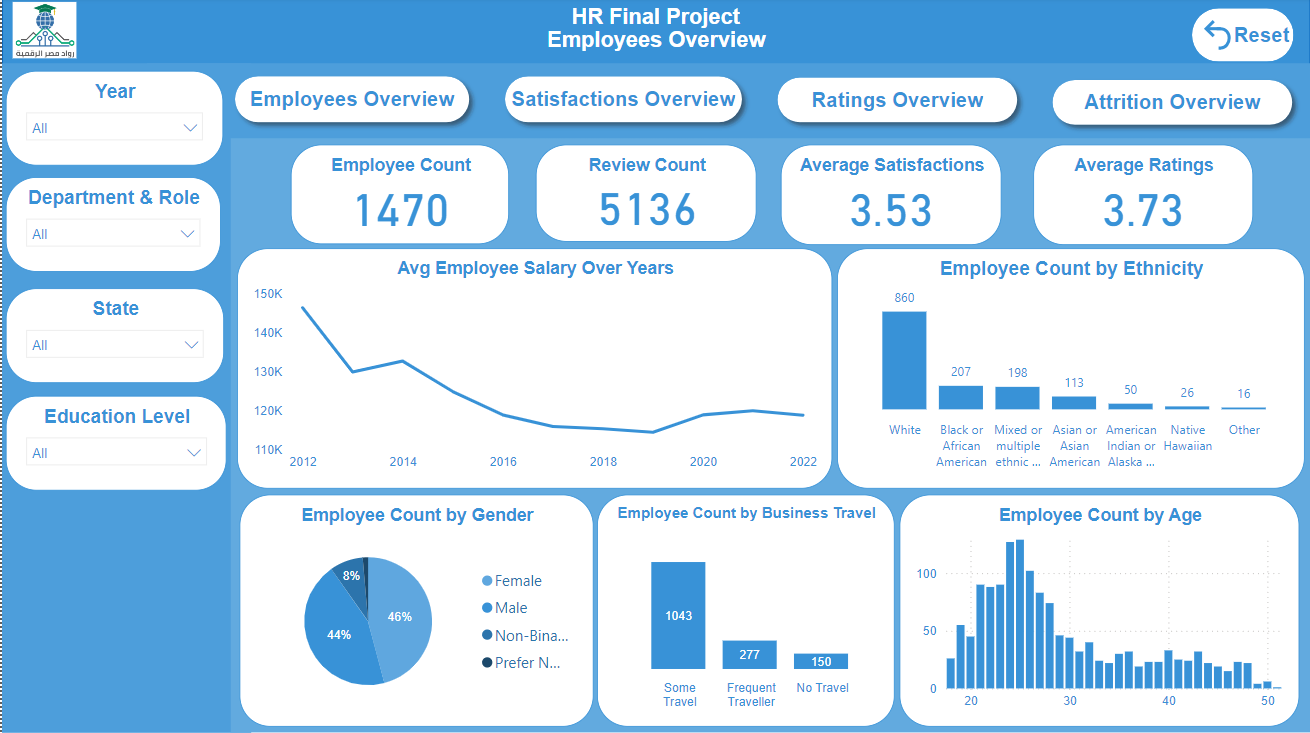 رواد مصر الرقمية
HR Final Project
Employees Overview
Reset
Year
All
Department & Role
All
State
All
Education Level
All
Employees Overview
Satisfactions Overview
Ratings Overview
Attrition Overview
Employee Count
1470
Review Count
5136
Average Satisfactions
3.53
Average Ratings
3.73
Avg Employee Salary Over Years
150K
140K
130K
120K
110K
2012 2014 2016 2018 2020 2022
Employee Count by Ethnicity
860
207
198
113
50
26
16
White
Black or
African
American
Mixed or
multiple
ethnic ...
Asian or
Asian
American
American
Indian or
Alaska ...
Native
Hawaiian
Other
Employee Count by Gender
8%
46%
44%
Female
Male
Non-Bina...
Prefer N...
Employee Count by Business Travel
1043
277
150
Some
Travel
Frequent
Traveller
No Travel
Employee Count by Age
100
50
0
20 30 40 50